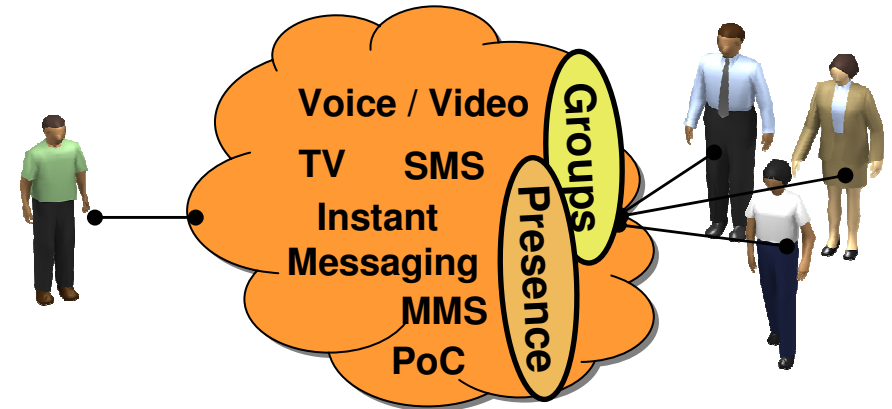 Voice / Video
TV SMS
Instant
Messaging
MMS
PoC
Groups
Presence